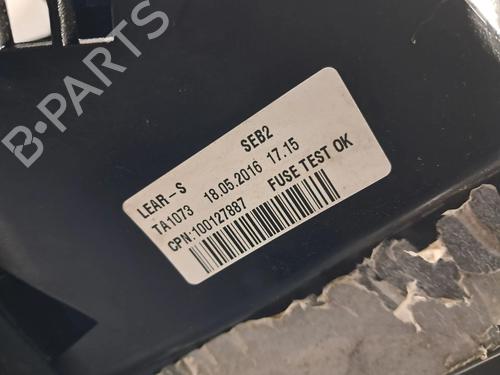 B-PARTS
LEAR-S SEB2
TA1073 18.05.2016 17.15
CPN:100127887 FUSE TEST OK